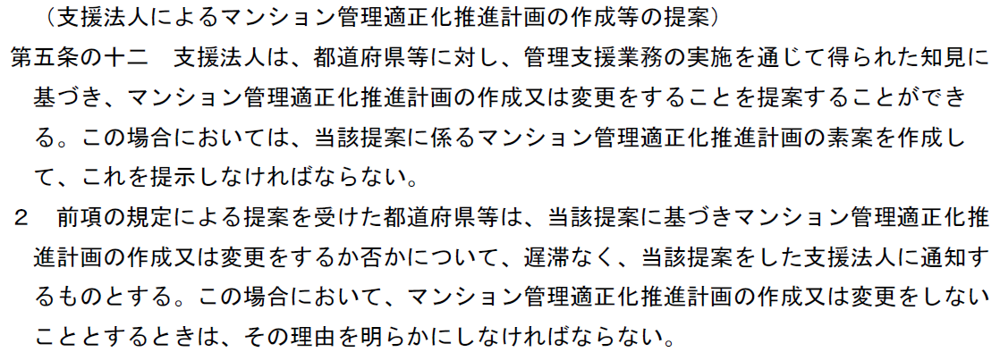 （支援法人によるマンション管理適正化推進計画の作成等の提案）
第五条の十二　支援法人は、都道府県等に対し、管理支援業務の実施を通じて得られた知見に
基づき、マンション管理適正化推進計画の作成又は変更をすることを提案することができ
る。この場合においては、当該提案に係るマンション管理適正化推進計画の素案を作成し
て、これを提示しなければならない。
２　前項の規定による提案を受けた都道府県等は、当該提案に基づきマンション管理適正化推
進計画の作成又は変更をするか否かについて、遅滞なく、当該提案をした支援法人に通知す
るものとする。この場合において、マンション管理適正化推進計画の作成又は変更をしない
こととするときは、その理由を明らかにしなければならない。